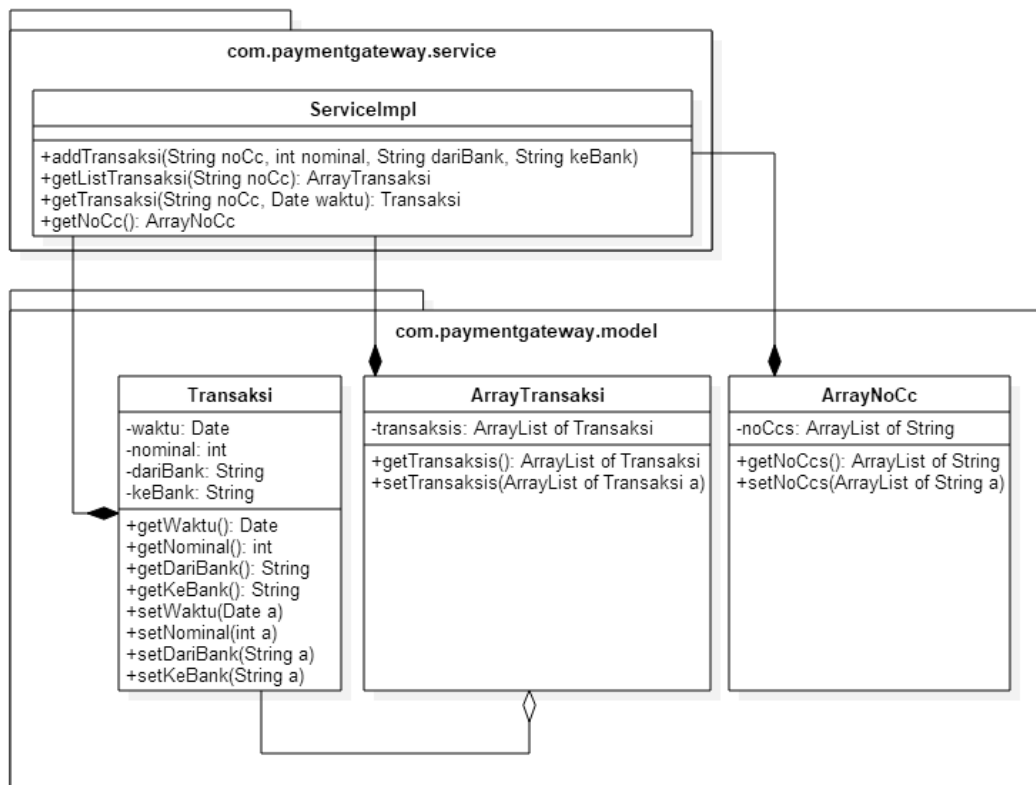 com.paymentgateway.service
ServiceImpl
+addTransaksi(String noCc, int nominal, String dariBank, String keBank)
+getListTransaksi(String noCc): ArrayTransaksi
+getTransaksi(String noCc, Date waktu): Transaksi
+getNoCc(): ArrayNoCc
com.paymentgateway.model
Transaksi
-waktu: Date
-nominal: int
-dariBank: String
-keBank: String
+getWaktu(): Date
+getNominal(): int
+getDariBank(): String
+getKeBank(): String
+setWaktu(Date a)
+setNominal(int a)
+setDariBank(String a)
+setKeBank(String a)
ArrayTransaksi
-transaksis: ArrayList of Transaksi
+getTransaksis(): ArrayList of Transaksi
+setTransaksis(ArrayList of Transaksi a)
ArrayNoCc
-noCcs: ArrayList of String
+getNoCcs(): ArrayList of String
+setNoCcs(ArrayList of String a)